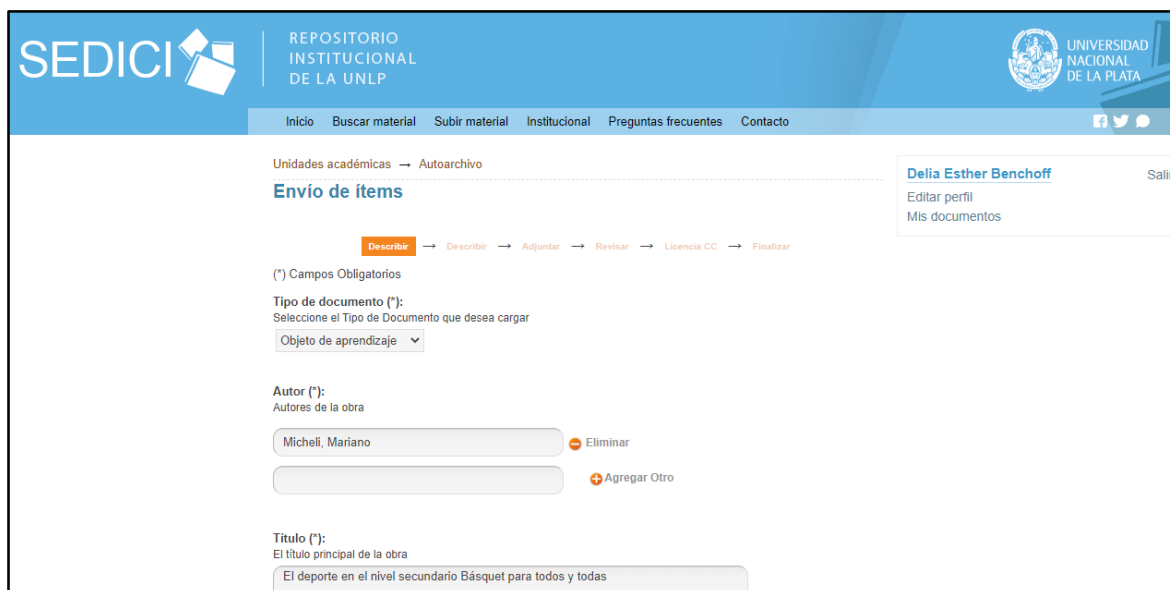 SEDICI
REPOSITORIO
INSTITUCIONAL
DE LA UNLP
UNIVERSIDAD
NACIONAL
DE LA PLATA
Inicio Buscar material Subir material Institucional Preguntas frecuentes Contacto
Unidades académicas → Autoarchivo
Envío de ítems
Delia Esther Benchoff
Editar perfil
Mis documentos
Describir → Describir → Adjuntar → Revisar → Licencia CC → Finalizar
(*) Campos Obligatorios
Tipo de documento (*):
Seleccione el Tipo de Documento que desea cargar
Objeto de aprendizaje
Autor (*):
Autores de la obra
Micheli, Mariano Eliminar
Agregar Otro
Titulo (*):
El título principal de la obra
El deporte en el nivel secundario Básquet para todos y todas